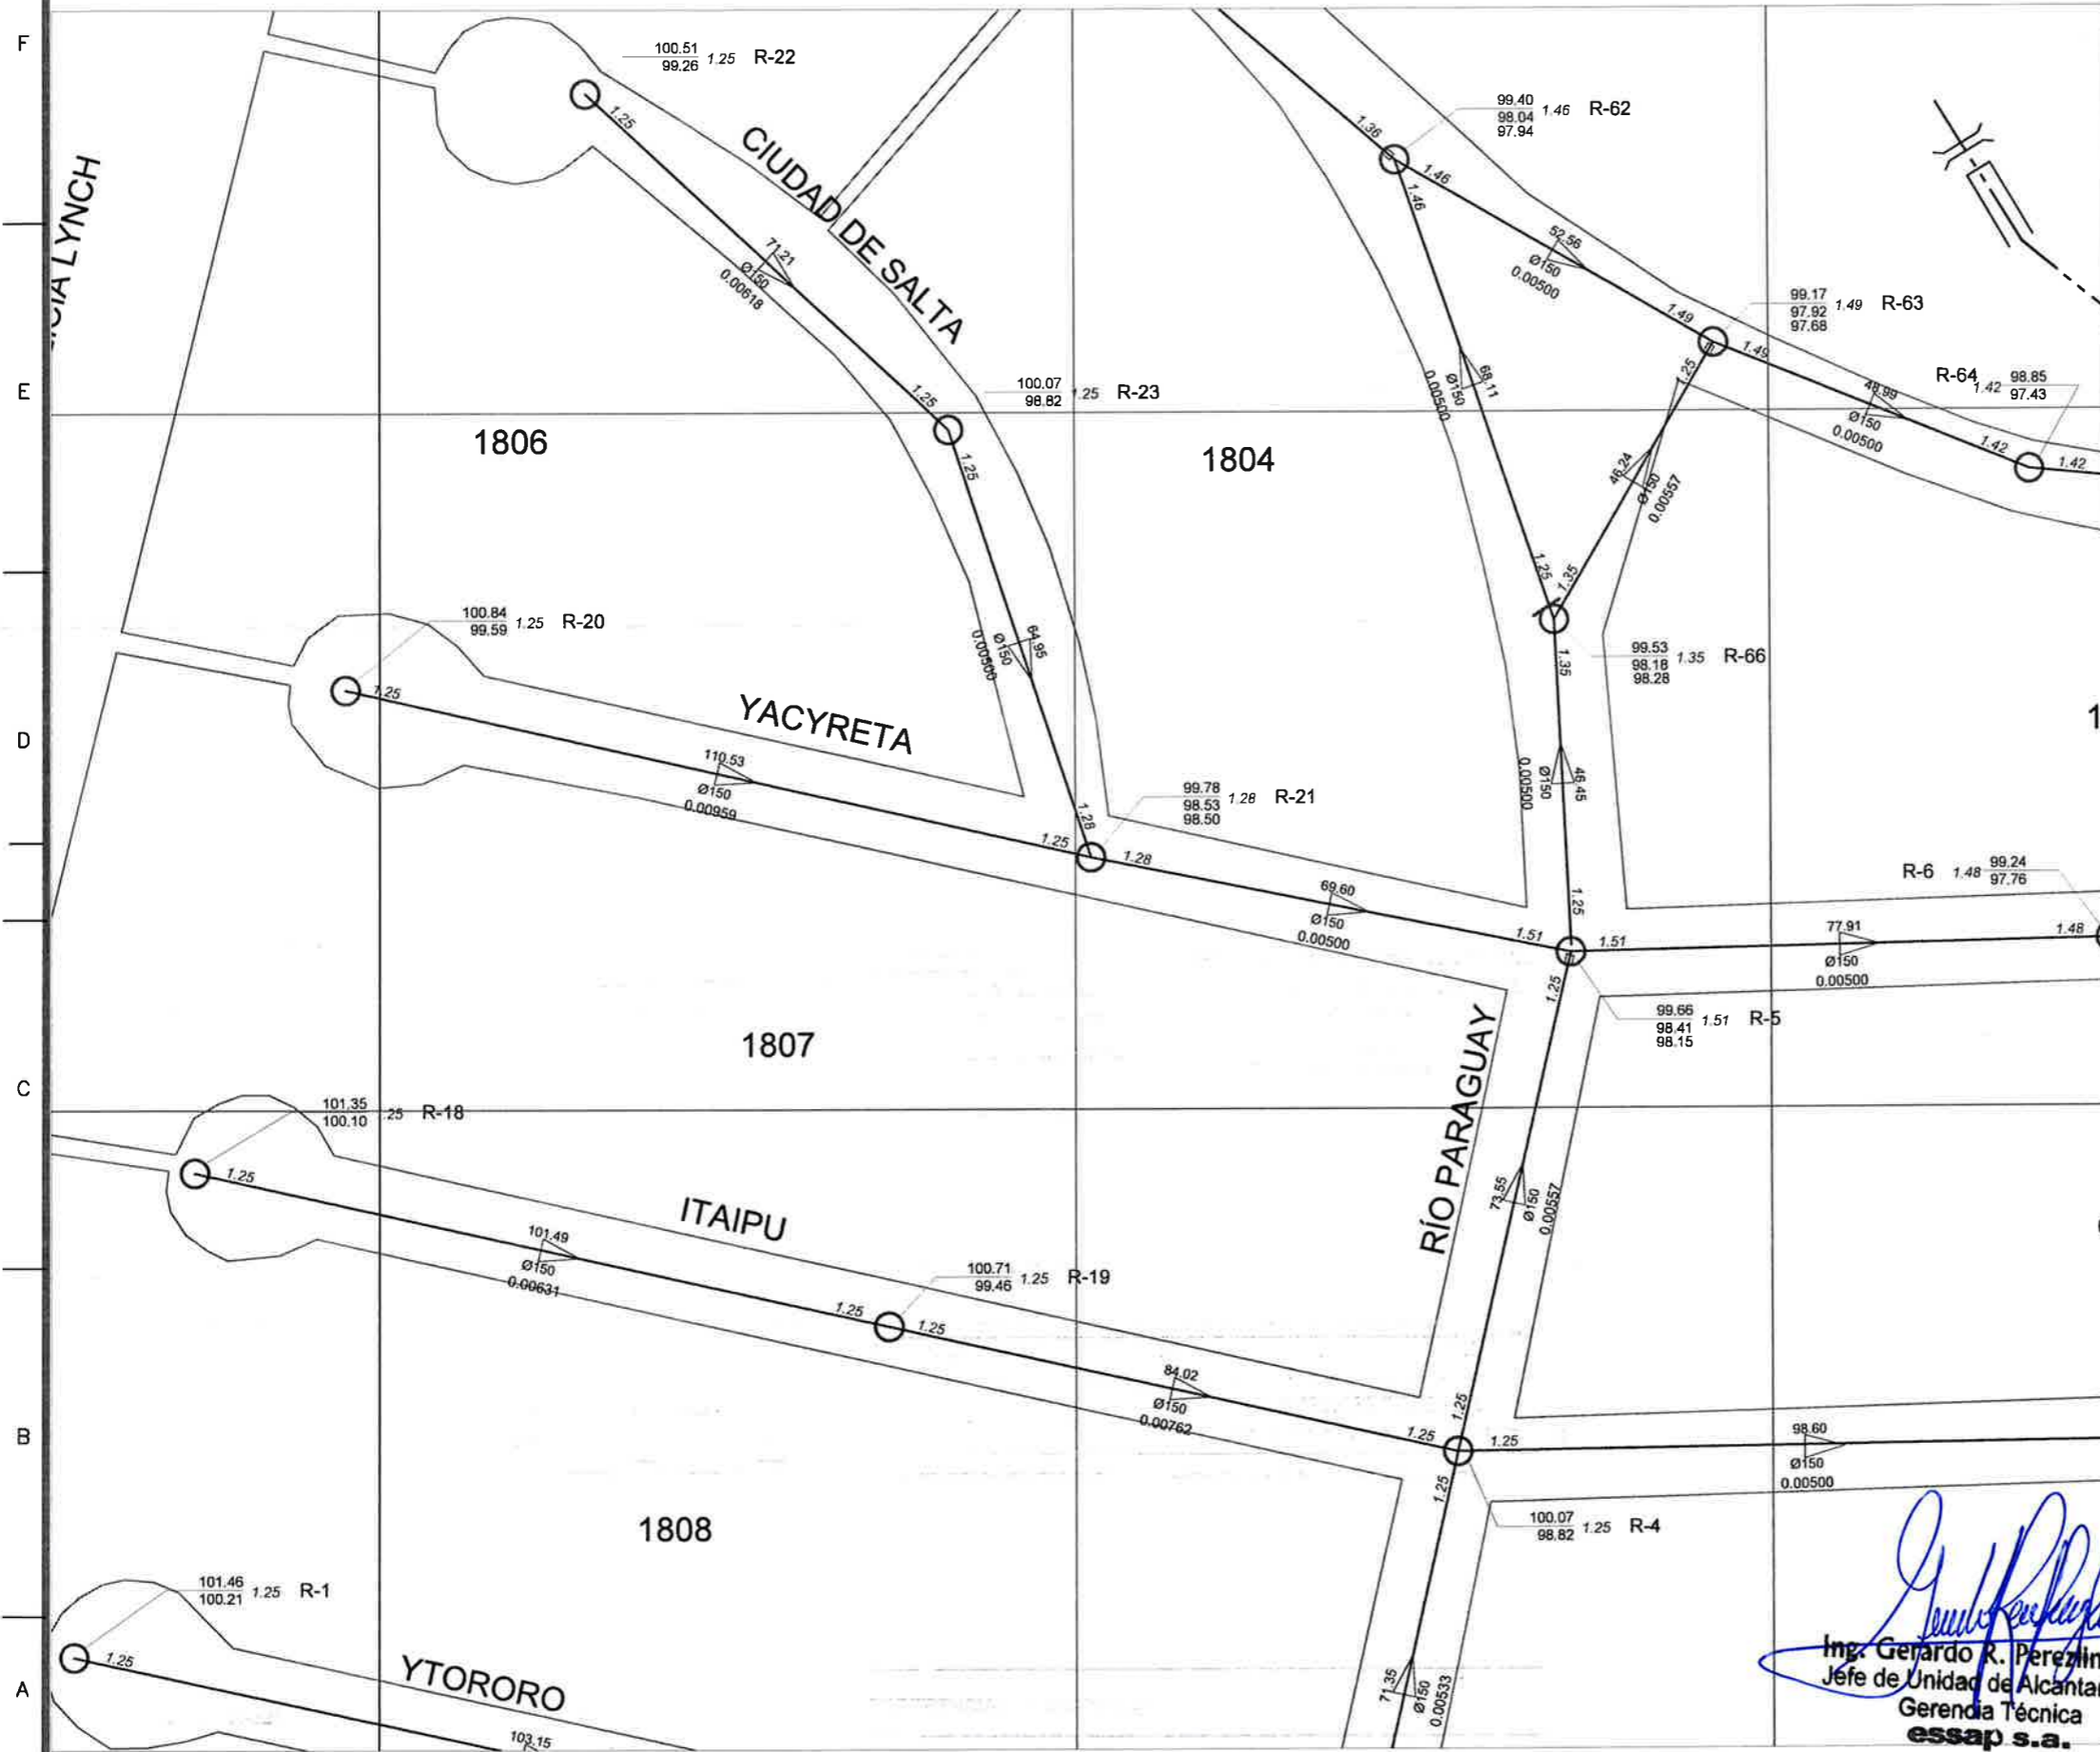 F
100.51
99.26 1.25 R-22
1.25
CIUDAD DE SALTA
71.21
Ø150
0.00618
1.25
99.40
98.04 1.46 R-62
97.94
1.36
1.46
1.46
52.56
Ø150
0.00500
1.49
99.17
97.92 1.49 R-63
97.68
1.49
1.25
LYNCH
E
100.07
98.82 1.25 R-23
1.25
1806
1804
68.11
Ø150
0.00500
1.25
R-64 1.42 98.85
97.43
48.99
Ø150
0.00500
1.42
1.42
46.24
Ø150
0.00557
1.35
100.84
99.59 1.25 R-20
1.25
64.95
Ø150
0.00500
1.28
99.53
98.18 1.35 R-66
98.28
1.35
D
YACYRETA
110.53
Ø150
0.00959
1.25
99.78
98.53 1.28 R-21
98.50
1.28
46.45
Ø150
0.00500
1.25
69.60
Ø150
0.00500
1.51
R-6 1.48 99.24
97.76
1.51
77.91
Ø150
0.00500
1.48
1.25
99.66
98.41 1.51 R-5
98.15
1807
RÍO PARAGUAY
C
101.35
100.10 .25 R-18
1.25
ITAIPU
101.49
Ø150
0.00631
73.55
Ø150
0.00557
100.71
99.46 1.25 R-19
1.25
1.25
84.02
Ø150
0.00762
1.25
1.25
B
1.25
98.60
Ø150
0.00500
1.25
100.07
98.82 1.25 R-4
1808
101.46
100.21 1.25 R-1
1.25
A
YTORORO
103.15
71.35
Ø150
0.00533
Ing. Gerardo R.
Jefe de Unidad de
Gerencia Técnica
essap s.a.